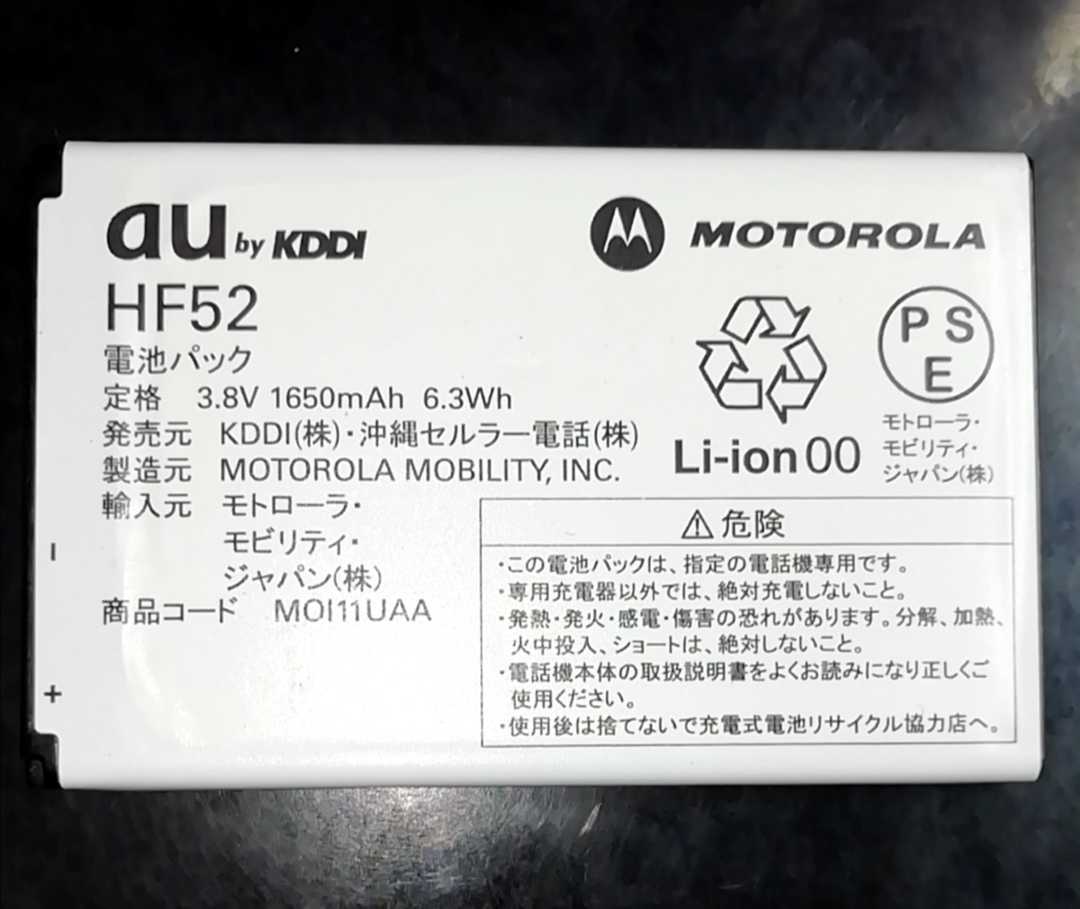 au by KDDI
MOTOROLA
HF52
電池パック
定格 3.8V 1650mAh 6.3Wh
発売元 KDDI(株)・沖縄セルラー電話(株)
製造元 MOTOROLA MOBILITY, INC.
輸入元 モトローラ・
モビリティ・
ジャパン(株)
商品コード MOI11UAA
Li-ion 00
P S
E
モトローラ・
モビリティ・
ジャパン(株)
⚠危険
・この電池パックは、指定の電話機専用です。
・専用充電器以外では、絶対充電しないこと。
・発熱・発火・感電・傷害の恐れがあります。分解、加熱、
火中投入、ショートは、絶対しないこと。
・電話機本体の取扱説明書をよくお読みになり正しくご
使用ください。
・使用後は捨てないで充電式電池リサイクル協力店へ。
-
+